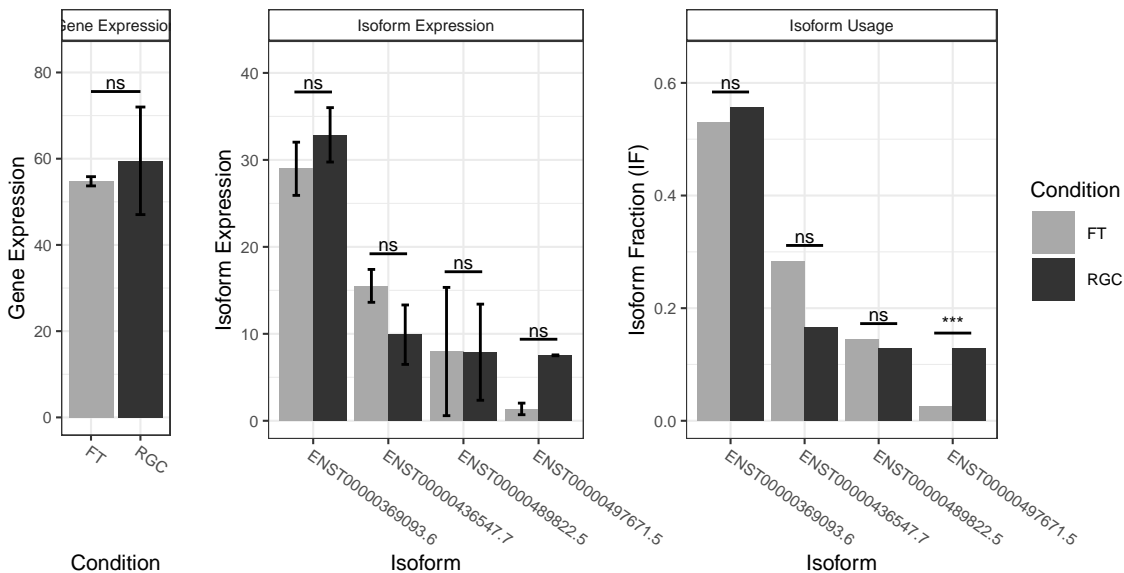 Gene Expression
Isoform Expression
Isoform Usage
Gene Expression
80
60
40
20
0
ns
FT
RGC
Condition
Isoform Expression
40
30
20
10
0
ns
ns
ns
ns
ENST00000369093.6
ENST00000436547.7
ENST00000489822.5
ENST00000497671.5
Isoform
Isoform Fraction (IF)
0.6
0.4
0.2
0.0
ns
ns
ns
***
ENST00000369093.6
ENST00000436547.7
ENST00000489822.5
ENST00000497671.5
Isoform
Condition
FT
RGC